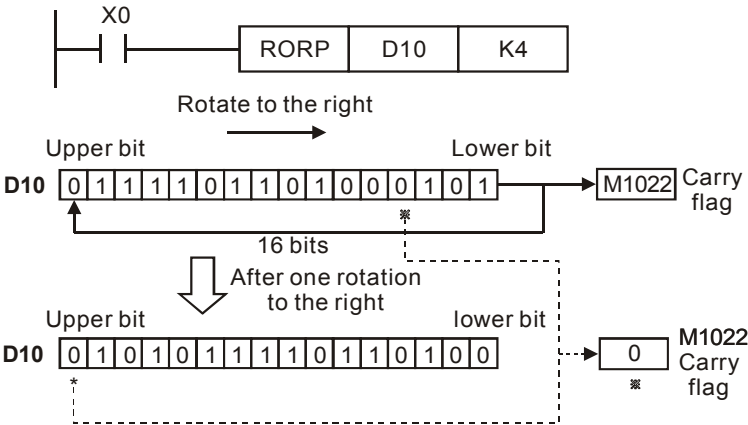 X0
RORP D10 K4
Rotate to the right
Upper bit Lower bit
D10 0 1 1 1 1 0 1 1 0 1 0 0 0 1 0 1 M1022 Carry flag
※
16 bits
After one rotation
to the right
Upper bit lower bit
D10 0 1 0 1 0 1 1 1 1 0 1 1 0 1 0 0 0 M1022
Carry
flag
* ※